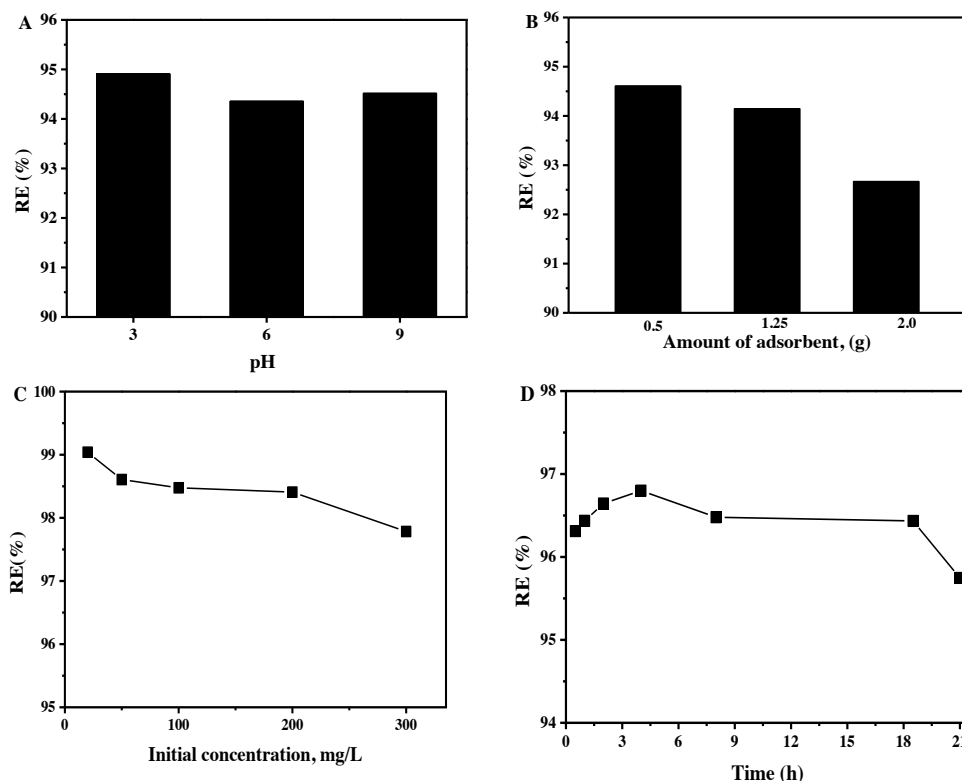 A
96
95
94
93
92
91
90
RE (%)
3 6 9
pH
B
96
95
94
93
92
91
90
RE (%)
0.5 1.25 2.0
Amount of adsorbent, (g)
C
100
99
98
97
96
95
RE(%)
0 100 200 300
Initial concentration, mg/L
D
98
97
96
95
94
RE (%)
0 3 6 9 12 15 18 21
Time (h)